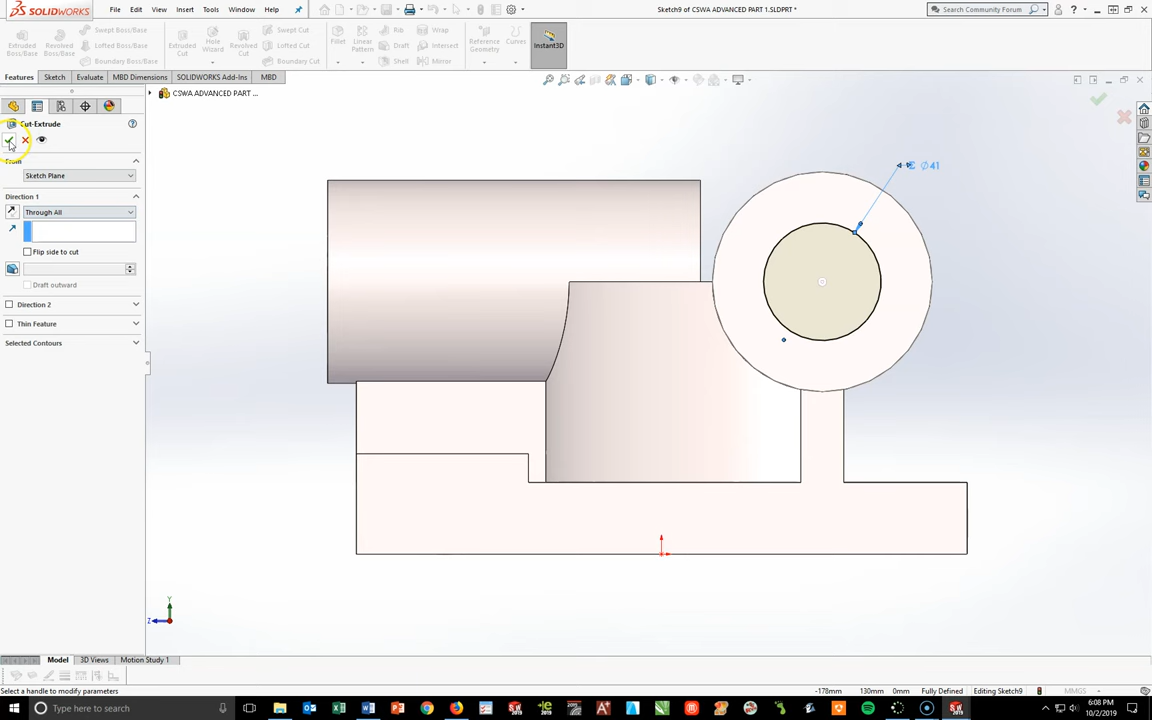 SOLIDWORKS
File Edit View Insert Tools Window Help
Sketch9 of CSWA ADVANCED PART 1.SLDPRT *
Search Community Forum
Extruded Boss/Base
Revolved Boss/Base
Swept Boss/Base
Lofted Boss/Base
Boundary Boss/Base
Extruded Cut
Hole Wizard
Revolved Cut
Swept Cut
Lofted Cut
Boundary Cut
Fillet
Linear Pattern
Rib
Draft
Shell
Wrap
Intersect
Mirror
Reference Geometry
Curves
Instant3D
Features Sketch Evaluate MBD Dimensions SOLIDWORKS Add-Ins MBD
CSWA ADVANCED PART ...
Cut-Extrude
From
Sketch Plane
Direction 1
Through All
Flip side to cut
Draft outward
Direction 2
Thin Feature
Selected Contours
∅41
Y
Z
Model 3D Views Motion Study 1
Select a handle to modify parameters
-178mm 130mm 0mm Fully Defined Editing Sketch9 MMGS
Type here to search
6:08 PM
10/2/2019